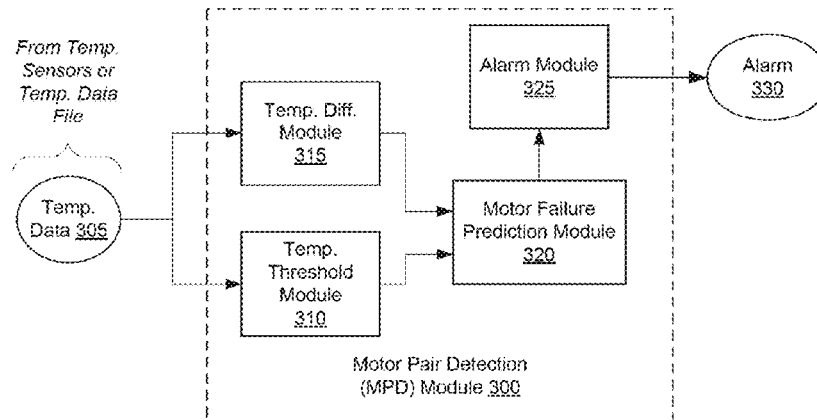 From Temp.
Sensors or
Temp. Data
File
Temp.
Data 305
Temp. Diff.
Module
315
Temp.
Threshold
Module
310
Alarm Module
325
Motor Failure
Prediction Module
320
Alarm
330
Motor Pair Detection
(MPD) Module 300